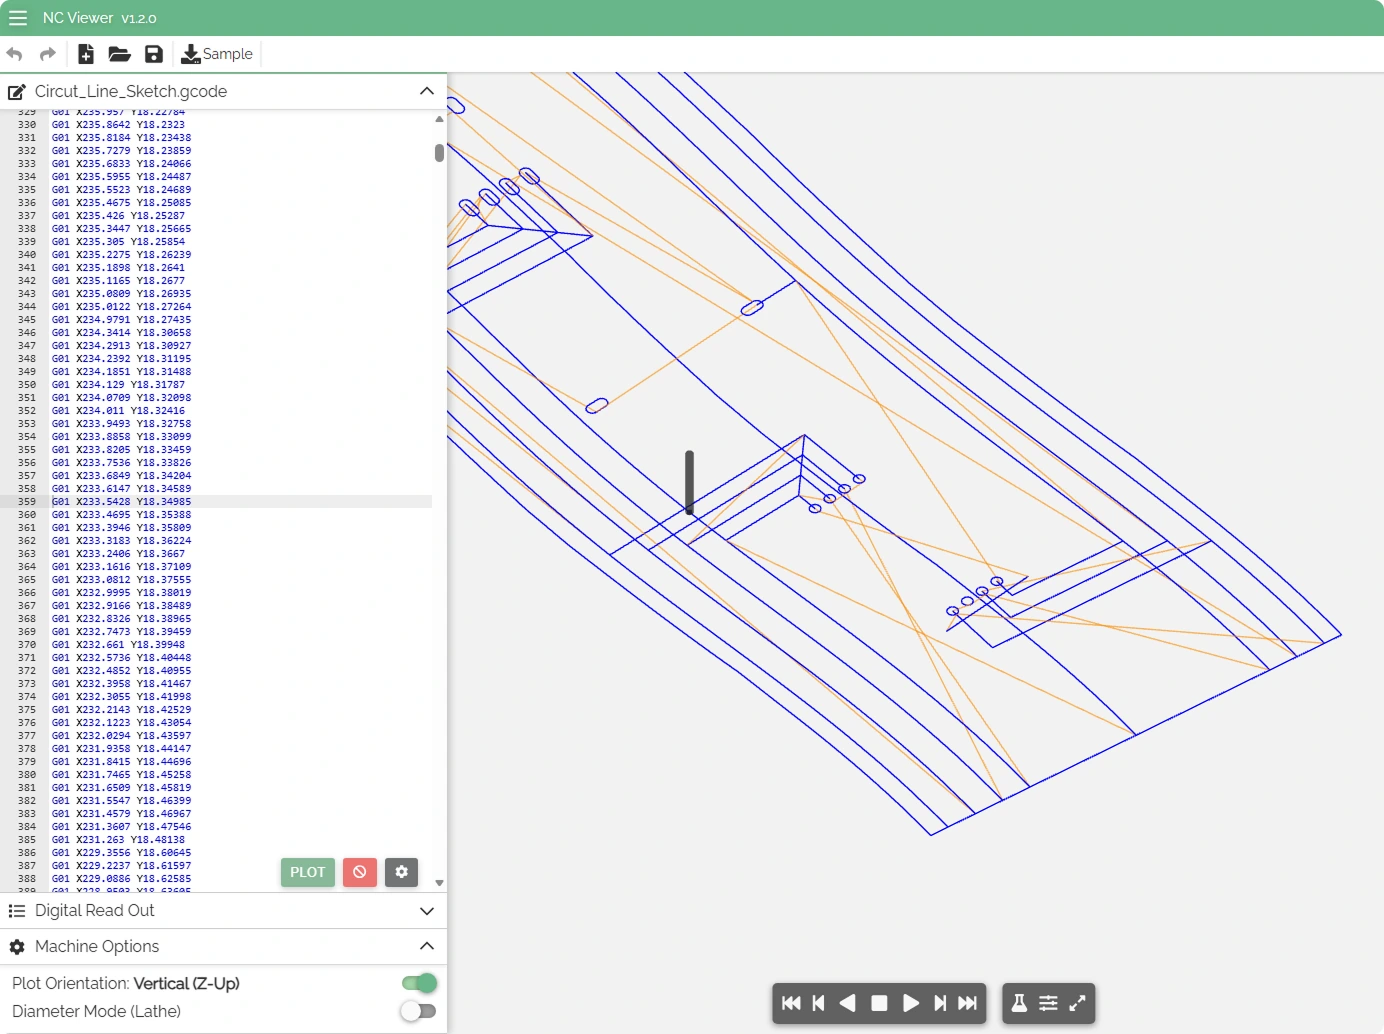 NC Viewer v1.2.0
Sample
Circut_Line_Sketch.gcode
329 G01 X235.957 Y18.22784
330 G01 X235.8642 Y18.2323
331 G01 X235.8184 Y18.23438
332 G01 X235.7279 Y18.23859
333 G01 X235.6833 Y18.24066
334 G01 X235.5955 Y18.24487
335 G01 X235.5523 Y18.24689
336 G01 X235.4675 Y18.25085
337 G01 X235.426 Y18.25287
338 G01 X235.3447 Y18.25665
339 G01 X235.305 Y18.25854
340 G01 X235.2275 Y18.26239
341 G01 X235.1898 Y18.2641
342 G01 X235.1165 Y18.2677
343 G01 X235.0809 Y18.26935
344 G01 X235.0122 Y18.27264
345 G01 X234.9791 Y18.27435
346 G01 X234.3414 Y18.30658
347 G01 X234.2913 Y18.30927
348 G01 X234.2392 Y18.31195
349 G01 X234.1851 Y18.31488
350 G01 X234.129 Y18.31787
351 G01 X234.0709 Y18.32098
352 G01 X234.011 Y18.32416
353 G01 X233.9493 Y18.32758
354 G01 X233.8858 Y18.33099
355 G01 X233.8205 Y18.33459
356 G01 X233.7536 Y18.33826
357 G01 X233.6849 Y18.34204
358 G01 X233.6147 Y18.34589
359 G01 X233.5428 Y18.34985
360 G01 X233.4695 Y18.35388
361 G01 X233.3946 Y18.35809
362 G01 X233.3183 Y18.36224
363 G01 X233.2406 Y18.3667
364 G01 X233.1616 Y18.37109
365 G01 X233.0812 Y18.37555
366 G01 X232.9995 Y18.38019
367 G01 X232.9166 Y18.38489
368 G01 X232.8326 Y18.38965
369 G01 X232.7473 Y18.39459
370 G01 X232.661 Y18.39948
371 G01 X232.5736 Y18.40448
372 G01 X232.4852 Y18.40955
373 G01 X232.3958 Y18.41467
374 G01 X232.3055 Y18.41998
375 G01 X232.2143 Y18.42529
376 G01 X232.1223 Y18.43054
377 G01 X232.0294 Y18.43597
378 G01 X231.9358 Y18.44147
379 G01 X231.8415 Y18.44696
380 G01 X231.7465 Y18.45258
381 G01 X231.6509 Y18.45819
382 G01 X231.5547 Y18.46399
383 G01 X231.4579 Y18.46967
384 G01 X231.3607 Y18.47546
385 G01 X231.263 Y18.48138
386 G01 X229.3556 Y18.60645
387 G01 X229.2237 Y18.61597
388 G01 X229.0886 Y18.62585
389 G01 X228.9503 Y18.63605
PLOT
Digital Read Out
Machine Options
Plot Orientation: Vertical (Z-Up)
Diameter Mode (Lathe)